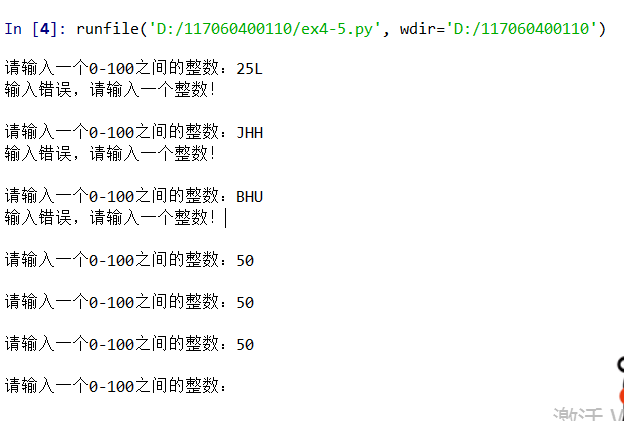 In [4]: runfile('D:/117060400110/ex4-5.py', wdir='D:/117060400110')
请输入一个0-100之间的整数：25L
输入错误，请输入一个整数！
请输入一个0-100之间的整数：JHH
输入错误，请输入一个整数！
请输入一个0-100之间的整数：BHU
输入错误，请输入一个整数！
请输入一个0-100之间的整数：50
请输入一个0-100之间的整数：50
请输入一个0-100之间的整数：50
请输入一个0-100之间的整数：
激活 W